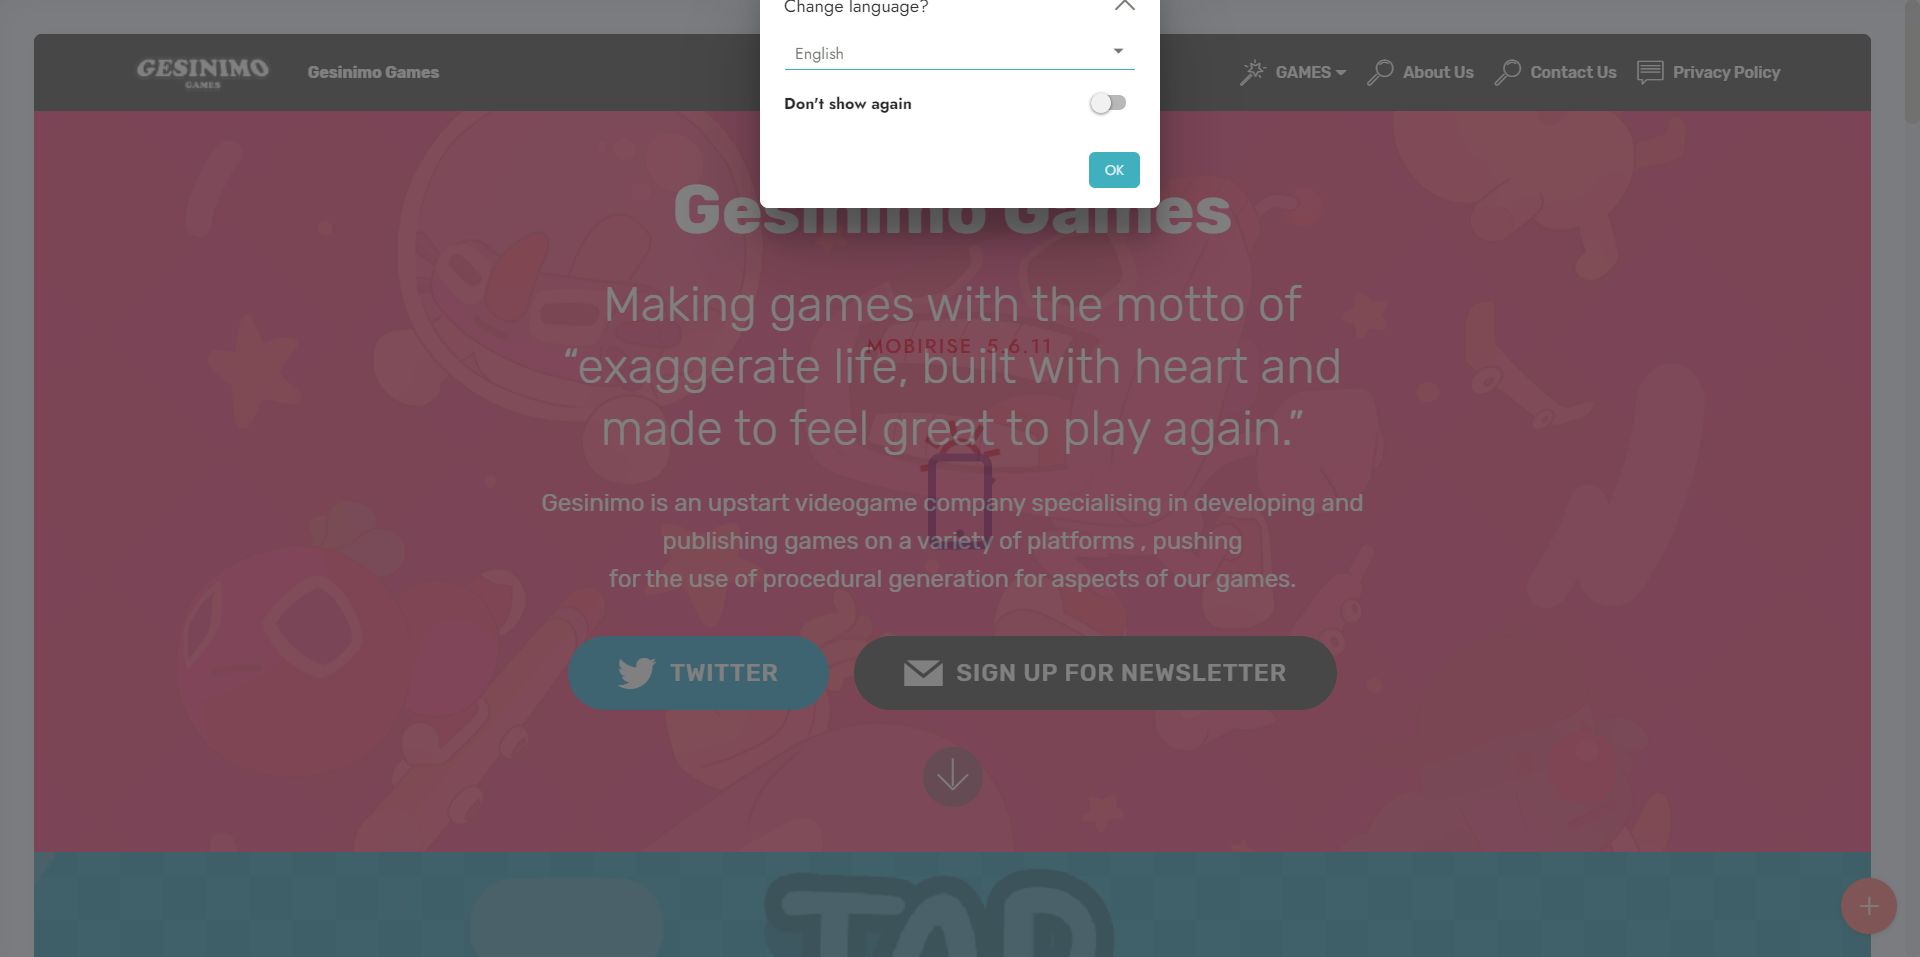 Change language?
English
Don't show again
OK
GESINIMO
GAMES
Gesinimo Games
GAMES
About Us
Contact Us
Privacy Policy
Gesinimo Games
Making games with the motto of
“exaggerate life, built with heart and
made to feel great to play again.”
MOBIRISE 5.6.11
Gesinimo is an upstart videogame company specialising in developing and
publishing games on a variety of platforms , pushing
for the use of procedural generation for aspects of our games.
TWITTER
SIGN UP FOR NEWSLETTER
TAP